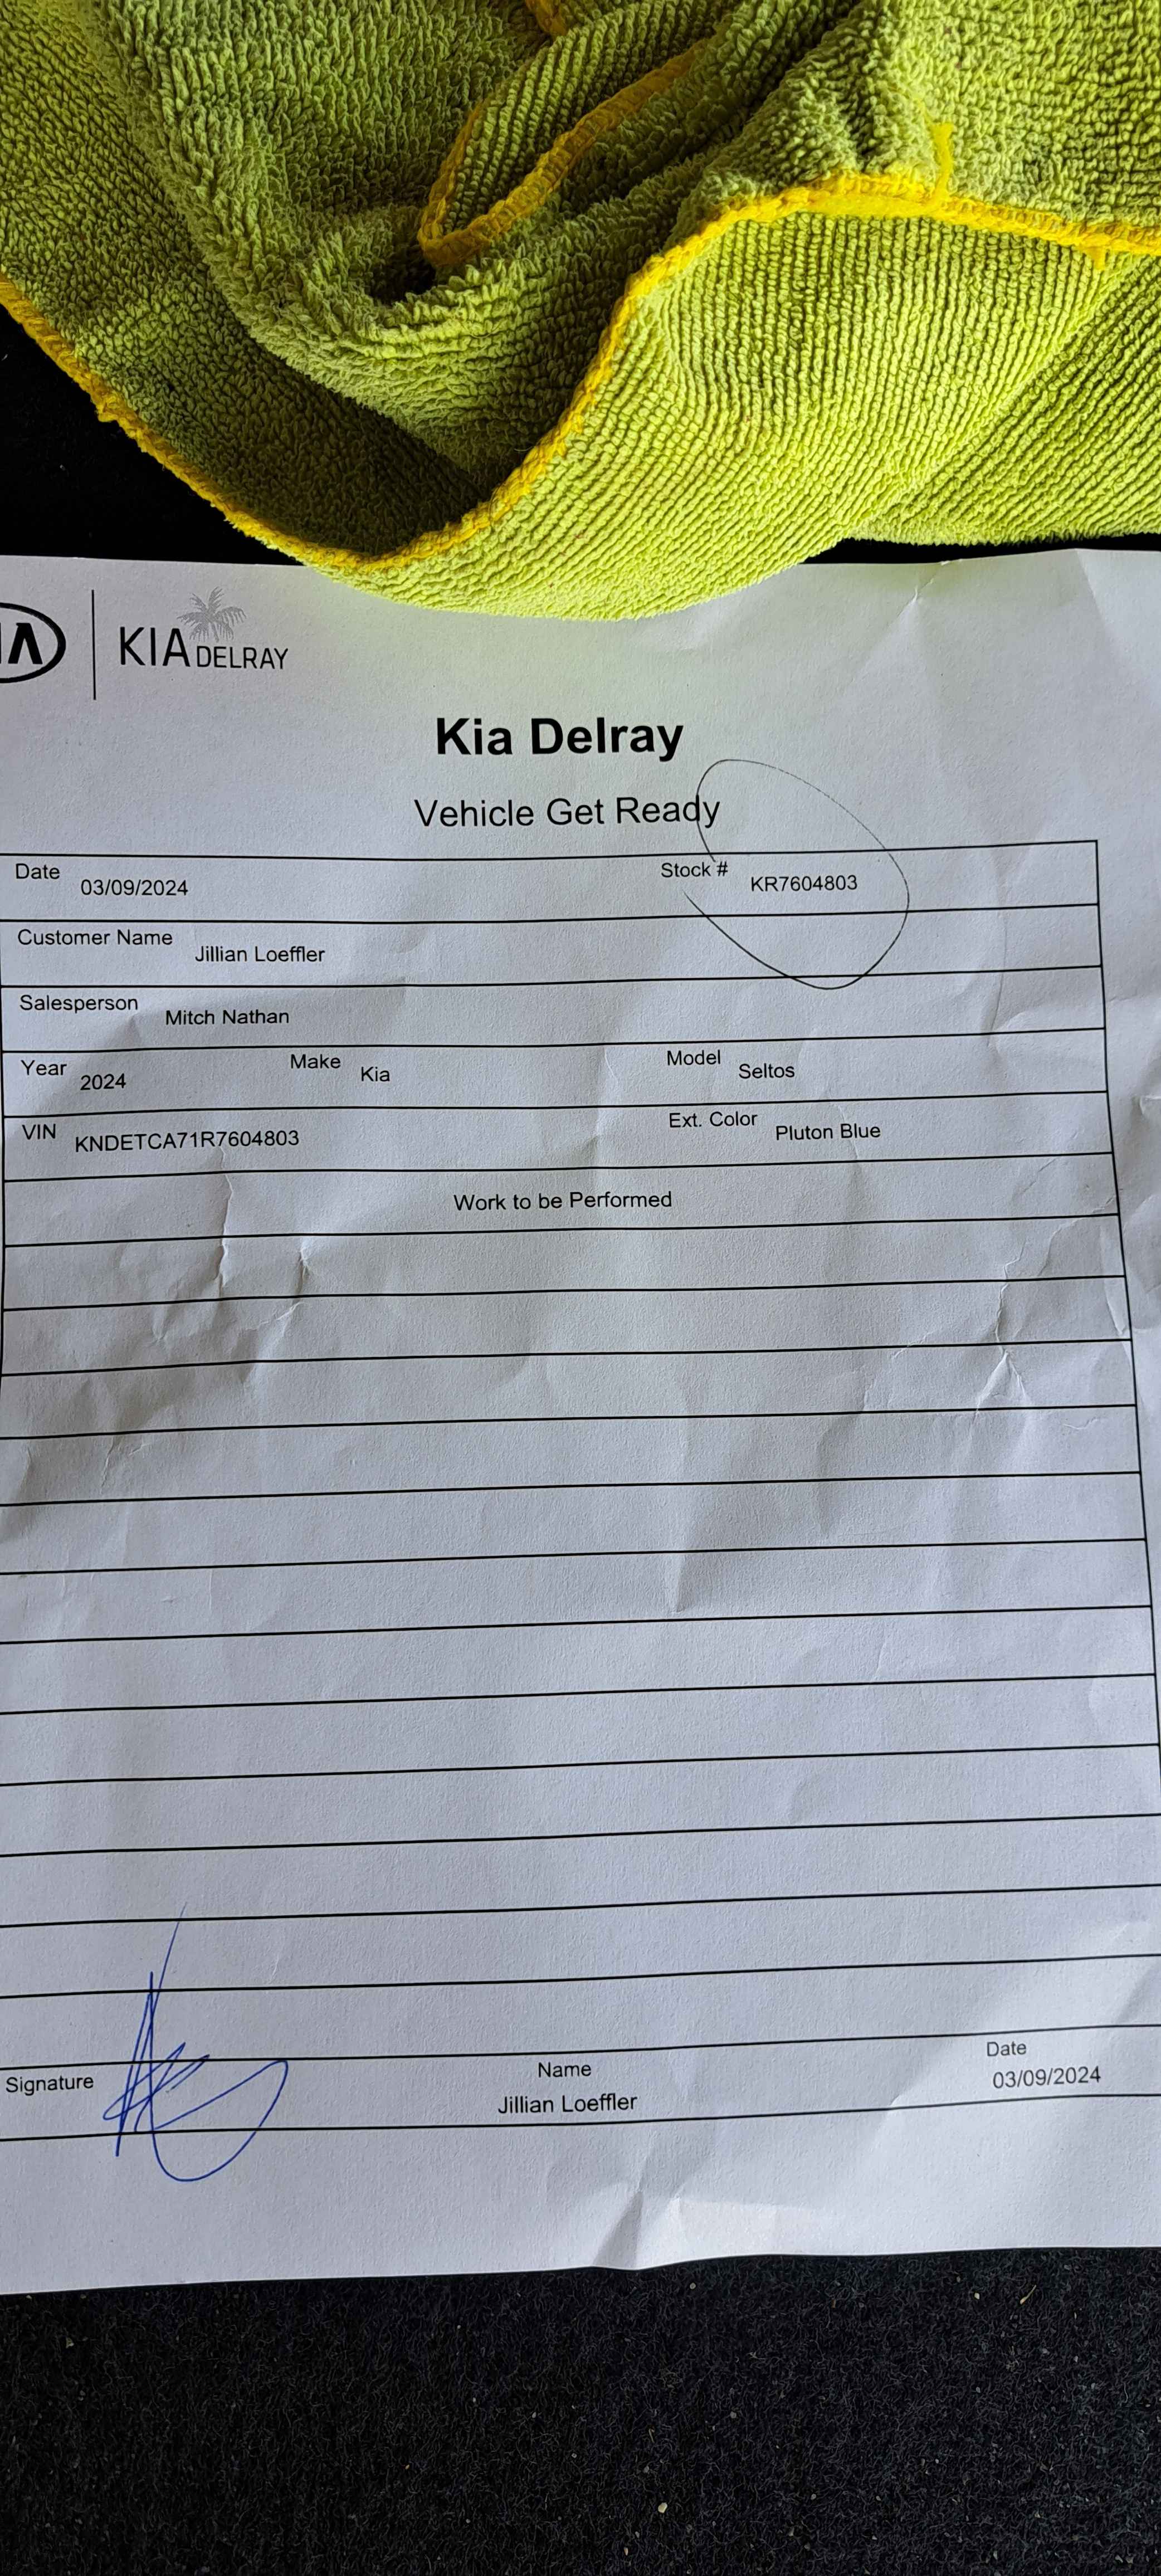 KIA DELRAY
Kia Delray
Vehicle Get Ready
Date 03/09/2024 Stock # KR7604803
Customer Name Jillian Loeffler
Salesperson Mitch Nathan
Year 2024 Make Kia Model Seltos
VIN KNDETCA71R7604803 Ext. Color Pluton Blue
Work to be Performed
Signature Name Jillian Loeffler Date 03/09/2024